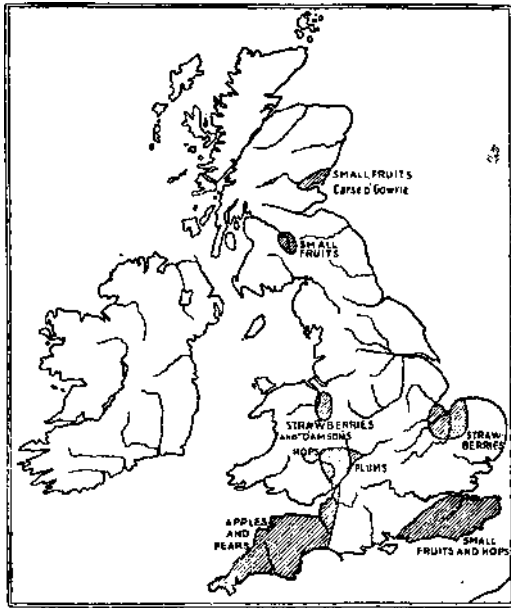 SMALL FRUITS
Carse o' Gowrie
SMALL
FRUITS
STRAWBERRIES
AND DAMSONS
HOPS
PLUMS
STRAW-
BERRIES
APPLES
AND
PEARS
SMALL
FRUITS AND HOPS